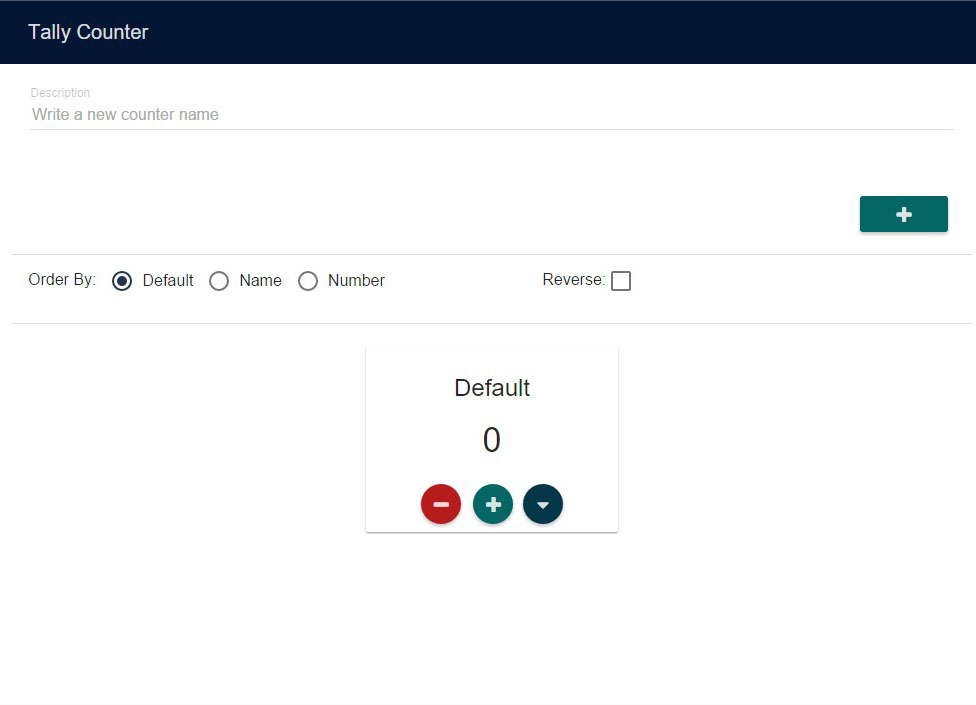 Tally Counter
Description
Write a new counter name
Order By: Default Name Number Reverse:
Default
0